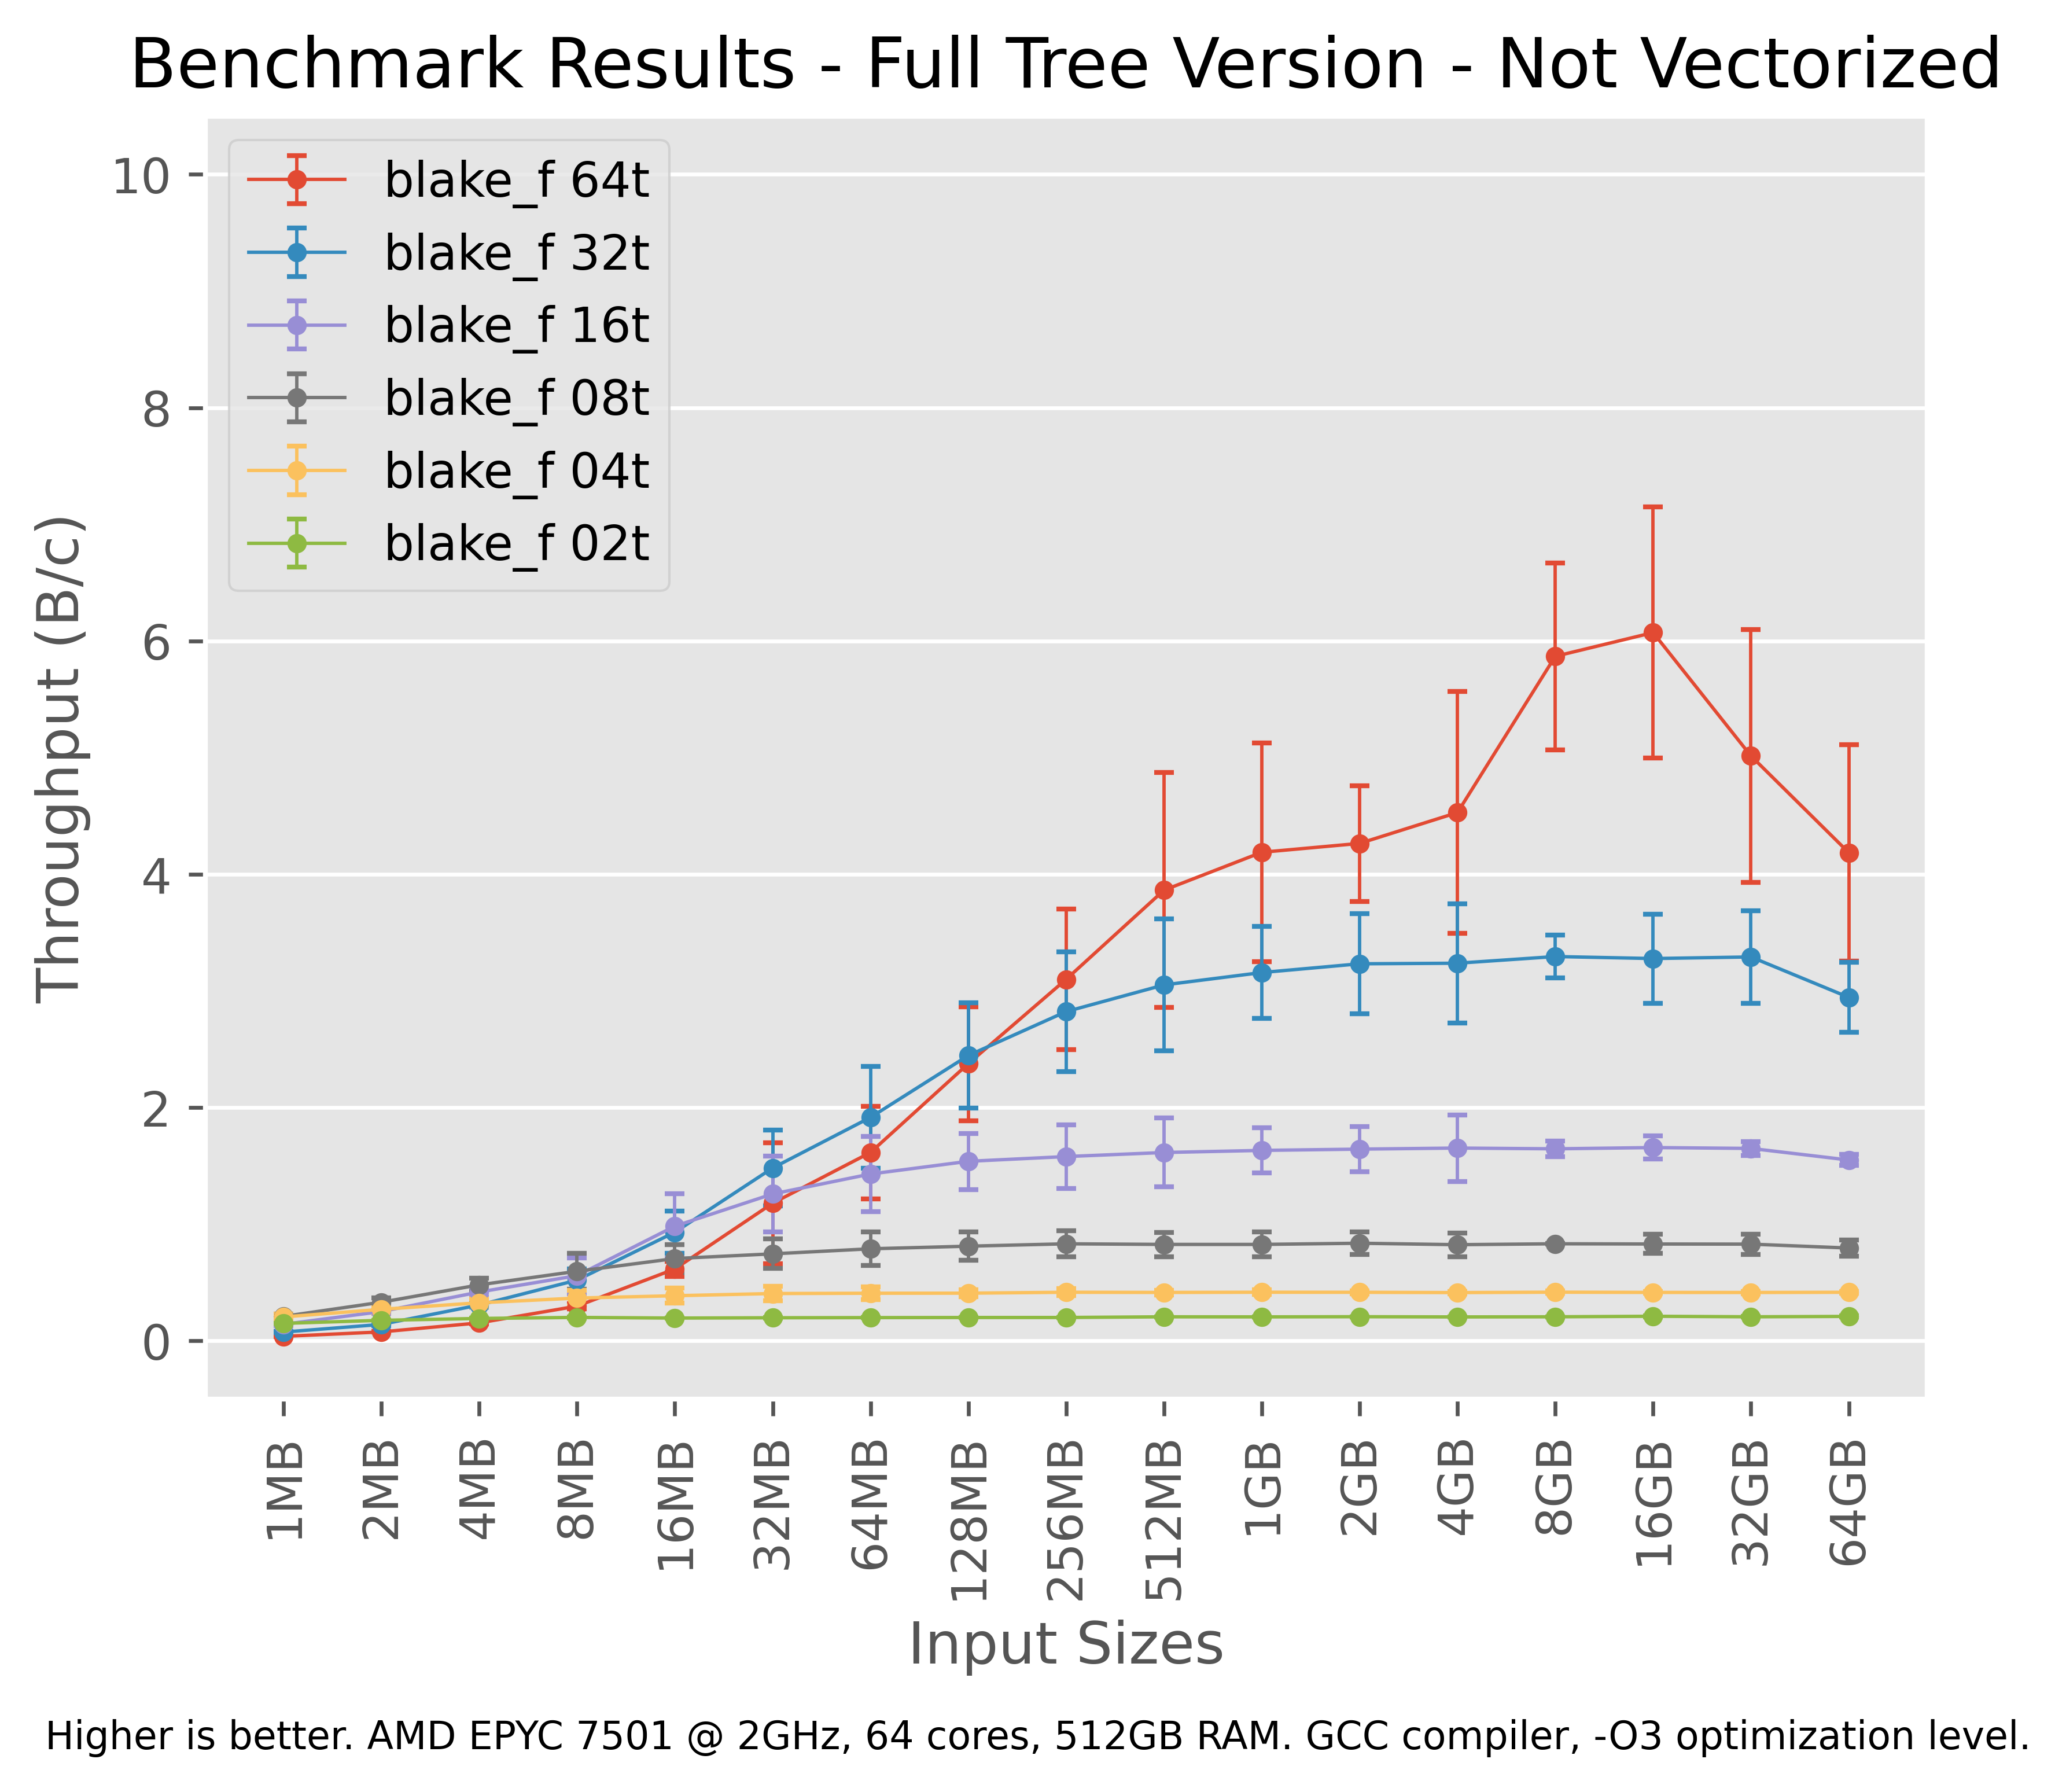 Benchmark Results - Full Tree Version - Not Vectorized
blake_f 64t
blake_f 32t
blake_f 16t
blake_f 08t
blake_f 04t
blake_f 02t
Throughput (B/c)
10
8
6
4
2
0
1MB
2MB
4MB
8MB
16MB
32MB
64MB
128MB
256MB
512MB
1GB
2GB
4GB
8GB
16GB
32GB
64GB
Input Sizes
Higher is better. AMD EPYC 7501 @ 2GHz, 64 cores, 512GB RAM. GCC compiler, -O3 optimization level.